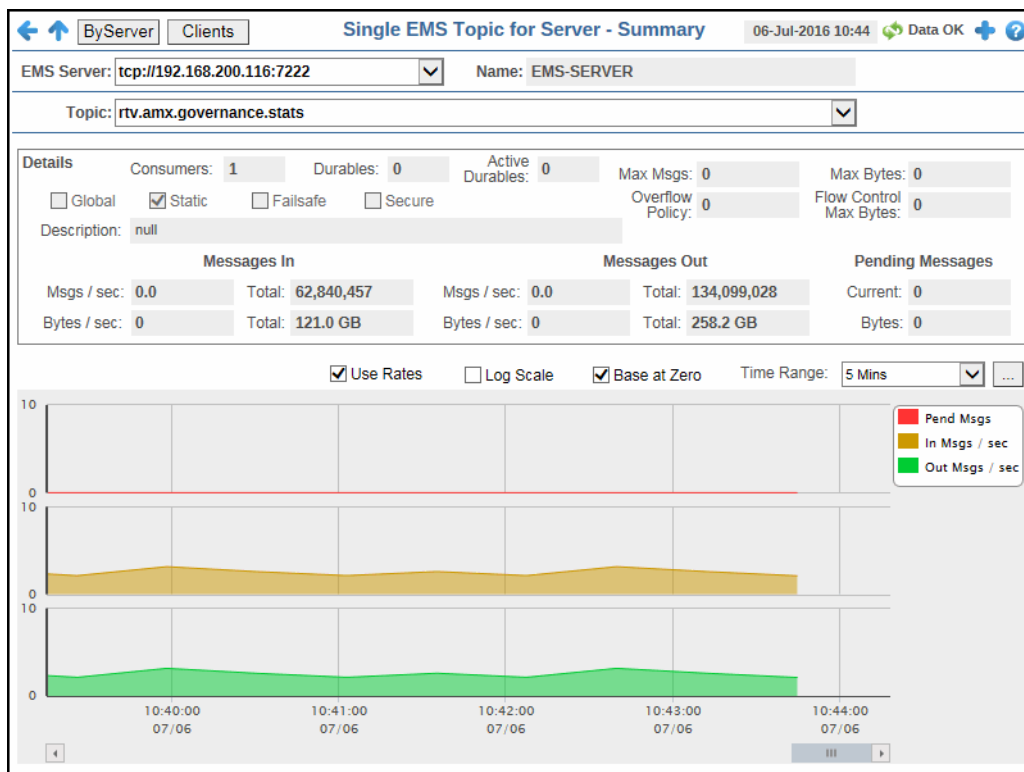 ByServer Clients Single EMS Topic for Server - Summary 06-Jul-2016 10:44 Data OK ?
EMS Server: tcp://192.168.200.116:7222 Name: EMS-SERVER
Topic: rtv.amx.governance.stats
Details Consumers: 1 Durables: 0 Active Durables: 0 Max Msgs: 0 Max Bytes: 0
Global Static Failsafe Secure Overflow Policy: 0 Flow Control Max Bytes: 0
Description: null
Messages In Messages Out Pending Messages
Msgs / sec: 0.0 Total: 62,840,457 Msgs / sec: 0.0 Total: 134,099,028 Current: 0
Bytes / sec: 0 Total: 121.0 GB Bytes / sec: 0 Total: 258.2 GB Bytes: 0
Use Rates Log Scale Base at Zero Time Range: 5 Mins ...
10
0
10
0
10
0
Pend Msgs
In Msgs / sec
Out Msgs / sec
10:40:00 10:41:00 10:42:00 10:43:00 10:44:00
07/06 07/06 07/06 07/06 07/06